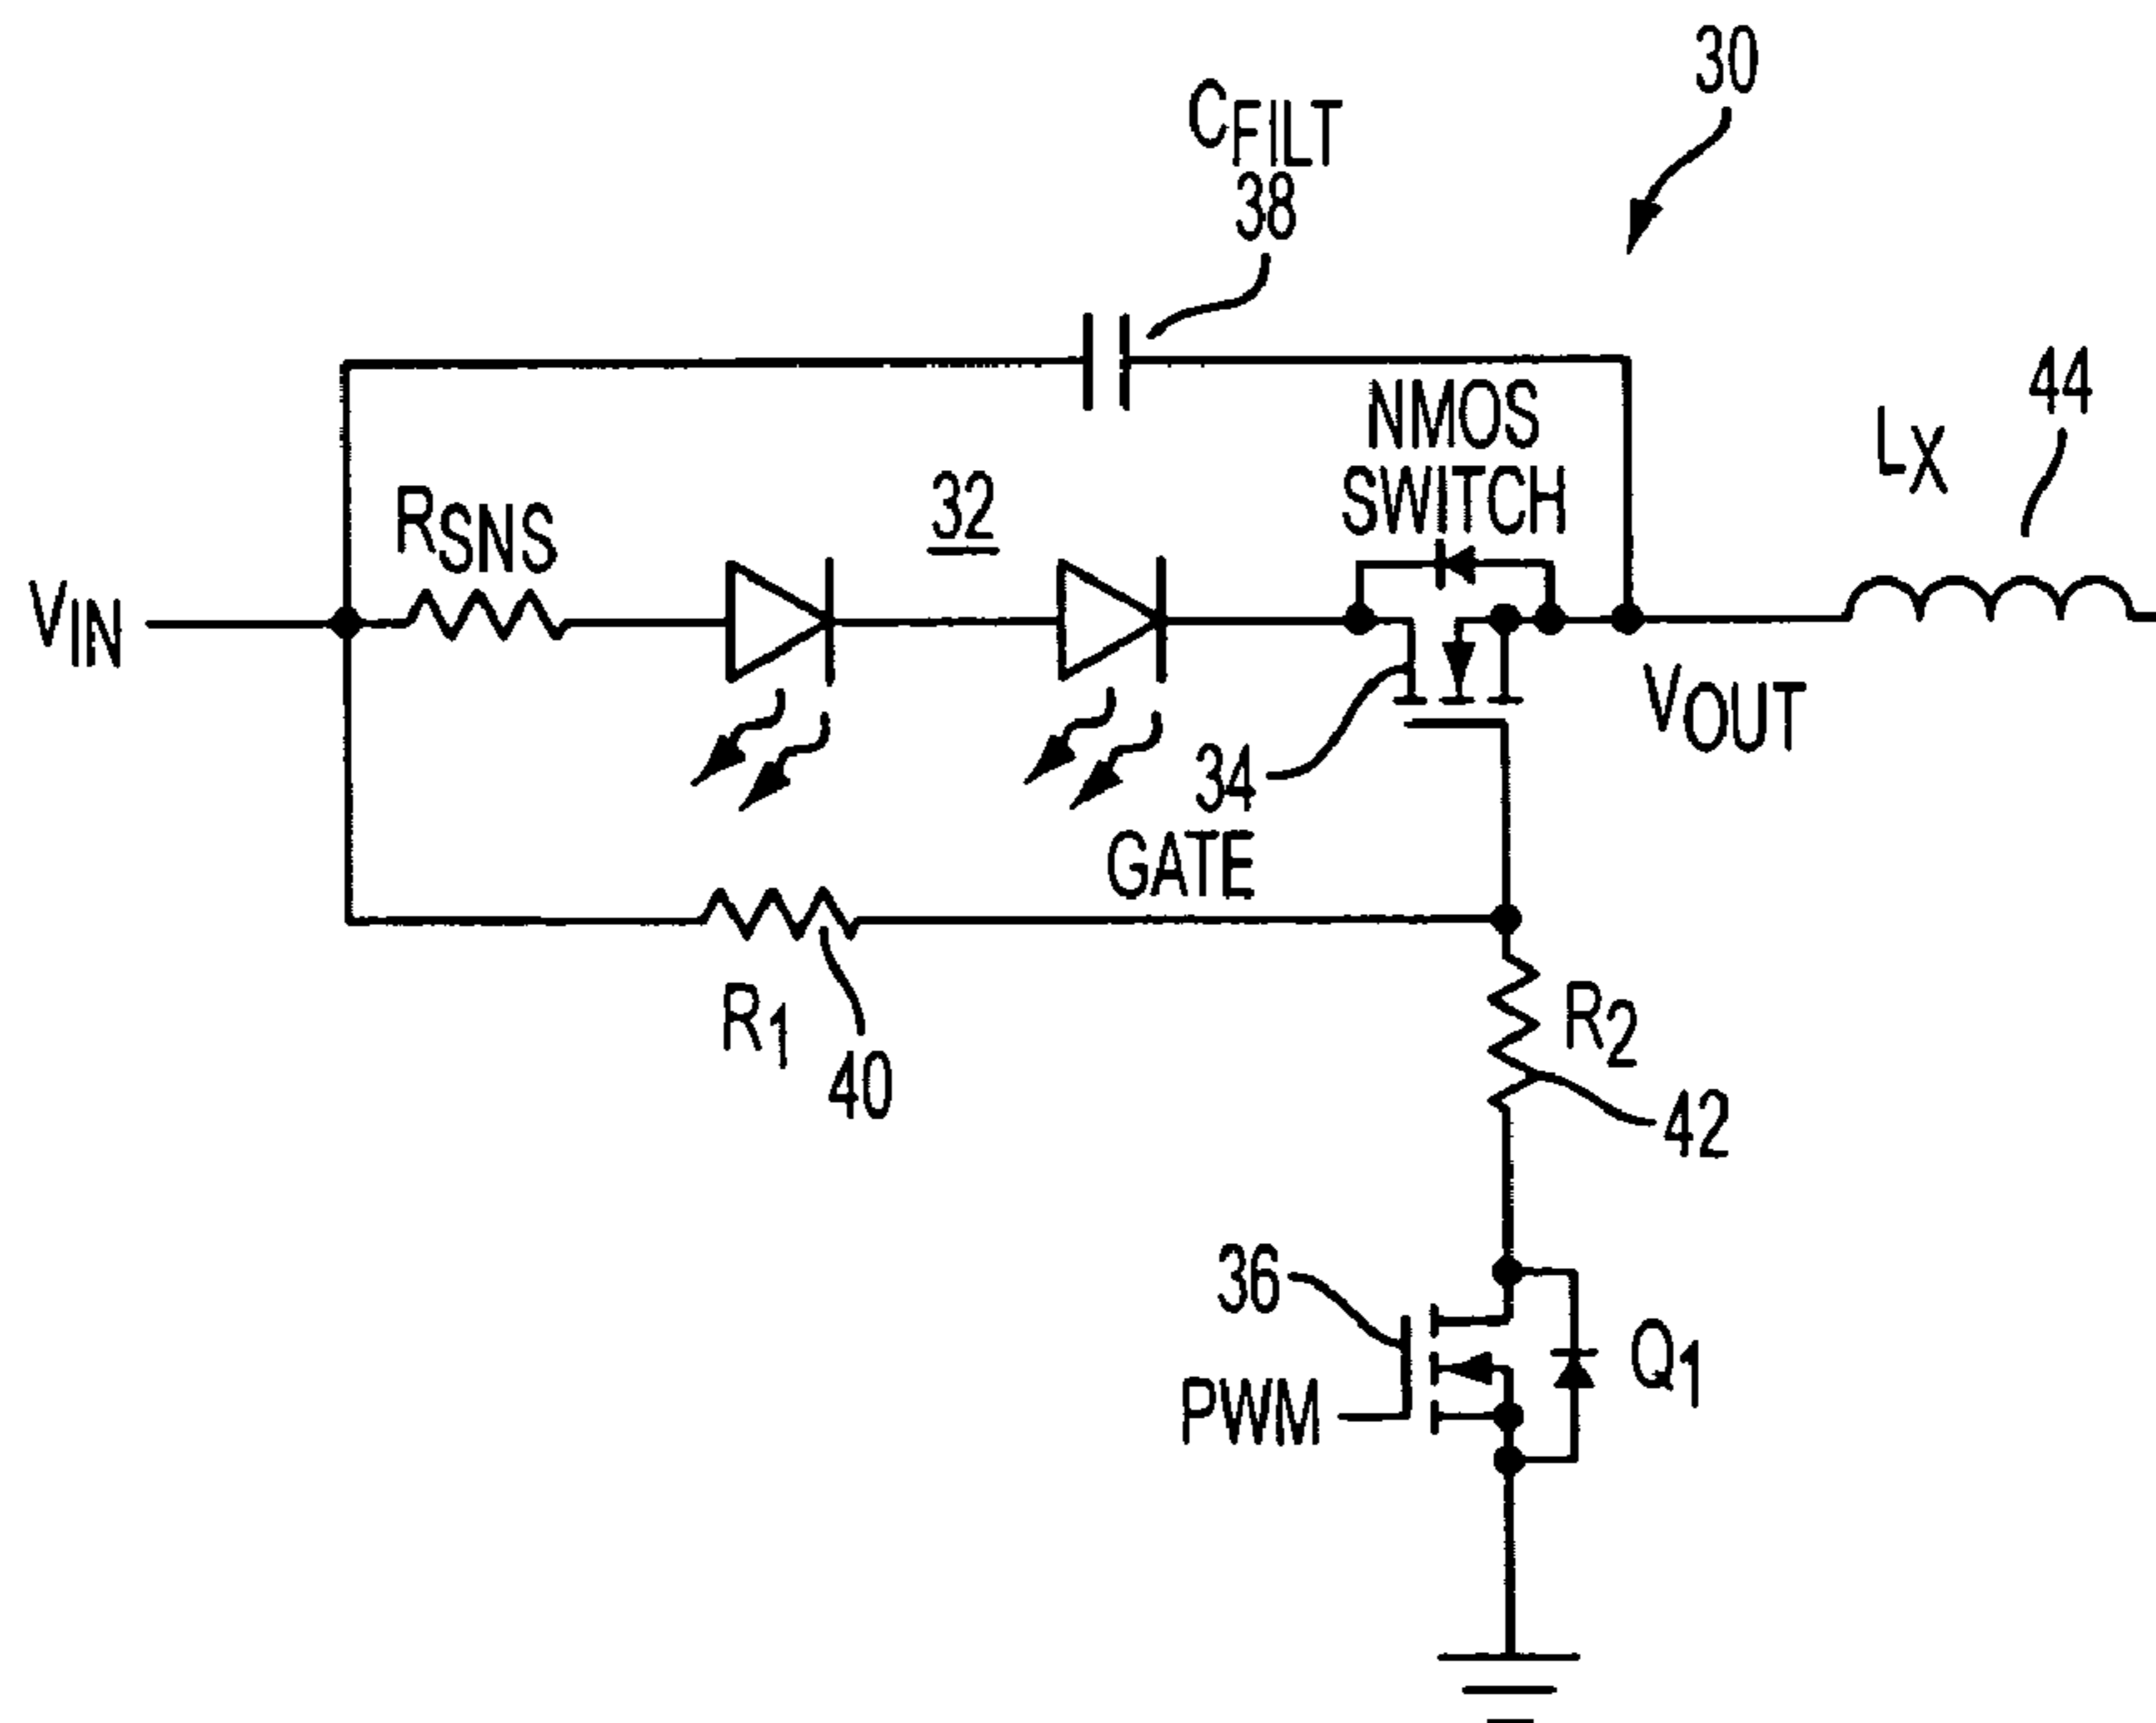 30
CFILT
38
NMOS
SWITCH
44
LX
RSNS
32
VIN
VOUT
34
GATE
R1
40
R2
42
36
PWM
Q1